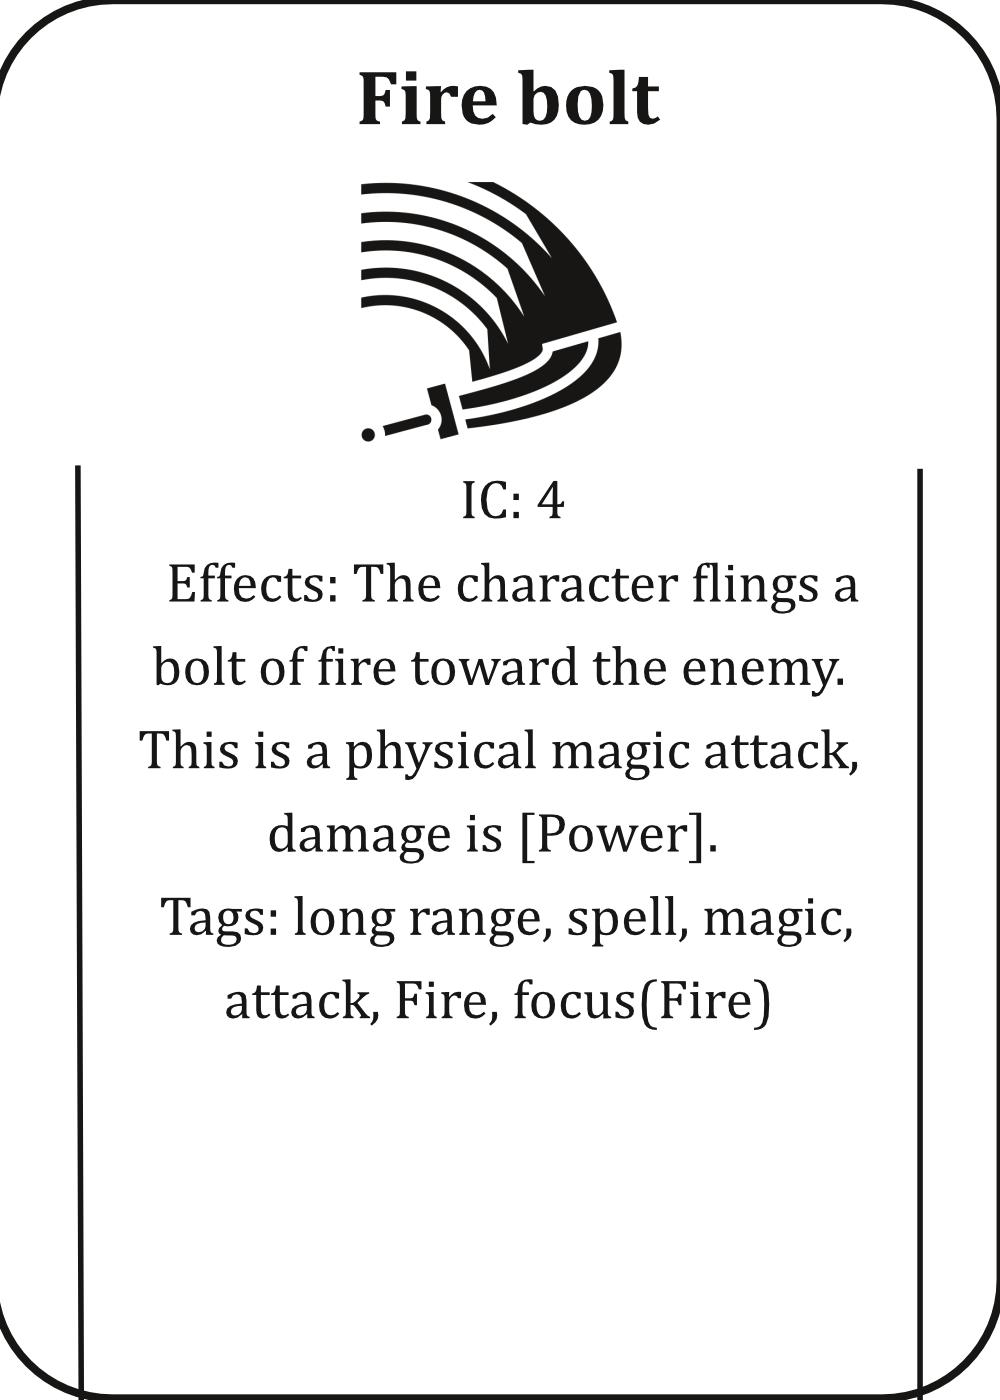 Fire bolt
IC: 4
Effects: The character flings a
bolt of fire toward the enemy.
This is a physical magic attack,
damage is [Power].
Tags: long range, spell, magic,
attack, Fire, focus(Fire)